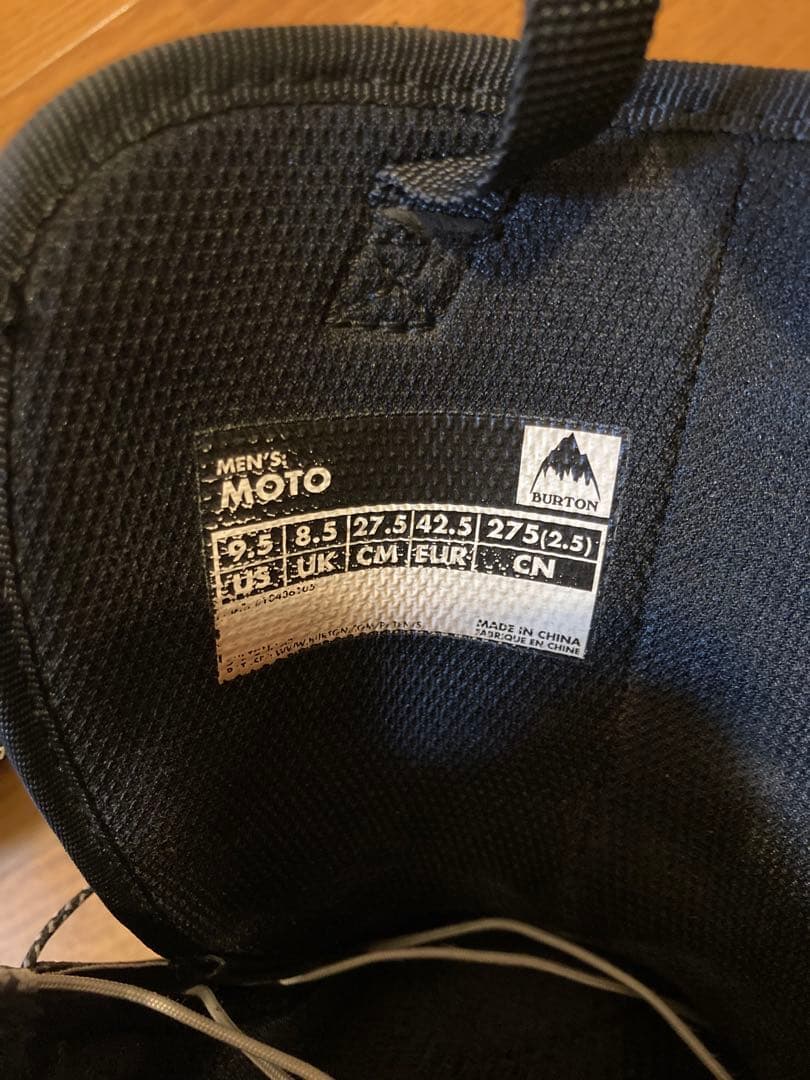 MEN'S:
MOTO
BURTON
9.5 8.5 27.5 42.5 275(2.5)
US UK CM EUR CN
MADE IN CHINA
FABRIQUE EN CHINE